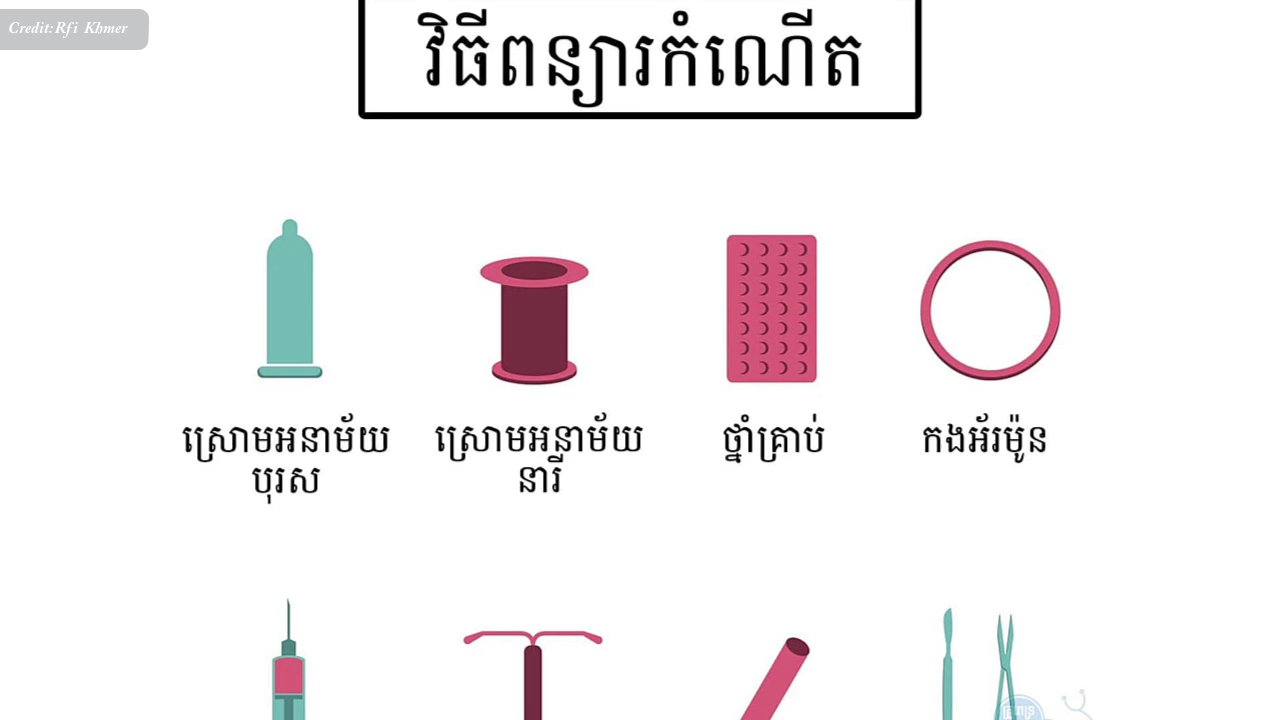 Credit:Rfi Khmer
វិធីពន្យារកំណើត
ស្រោមអនាម័យ ស្រោមអនាម័យ ថ្នាំគ្រាប់ កងអ័រម៉ូន
បុរស នារី